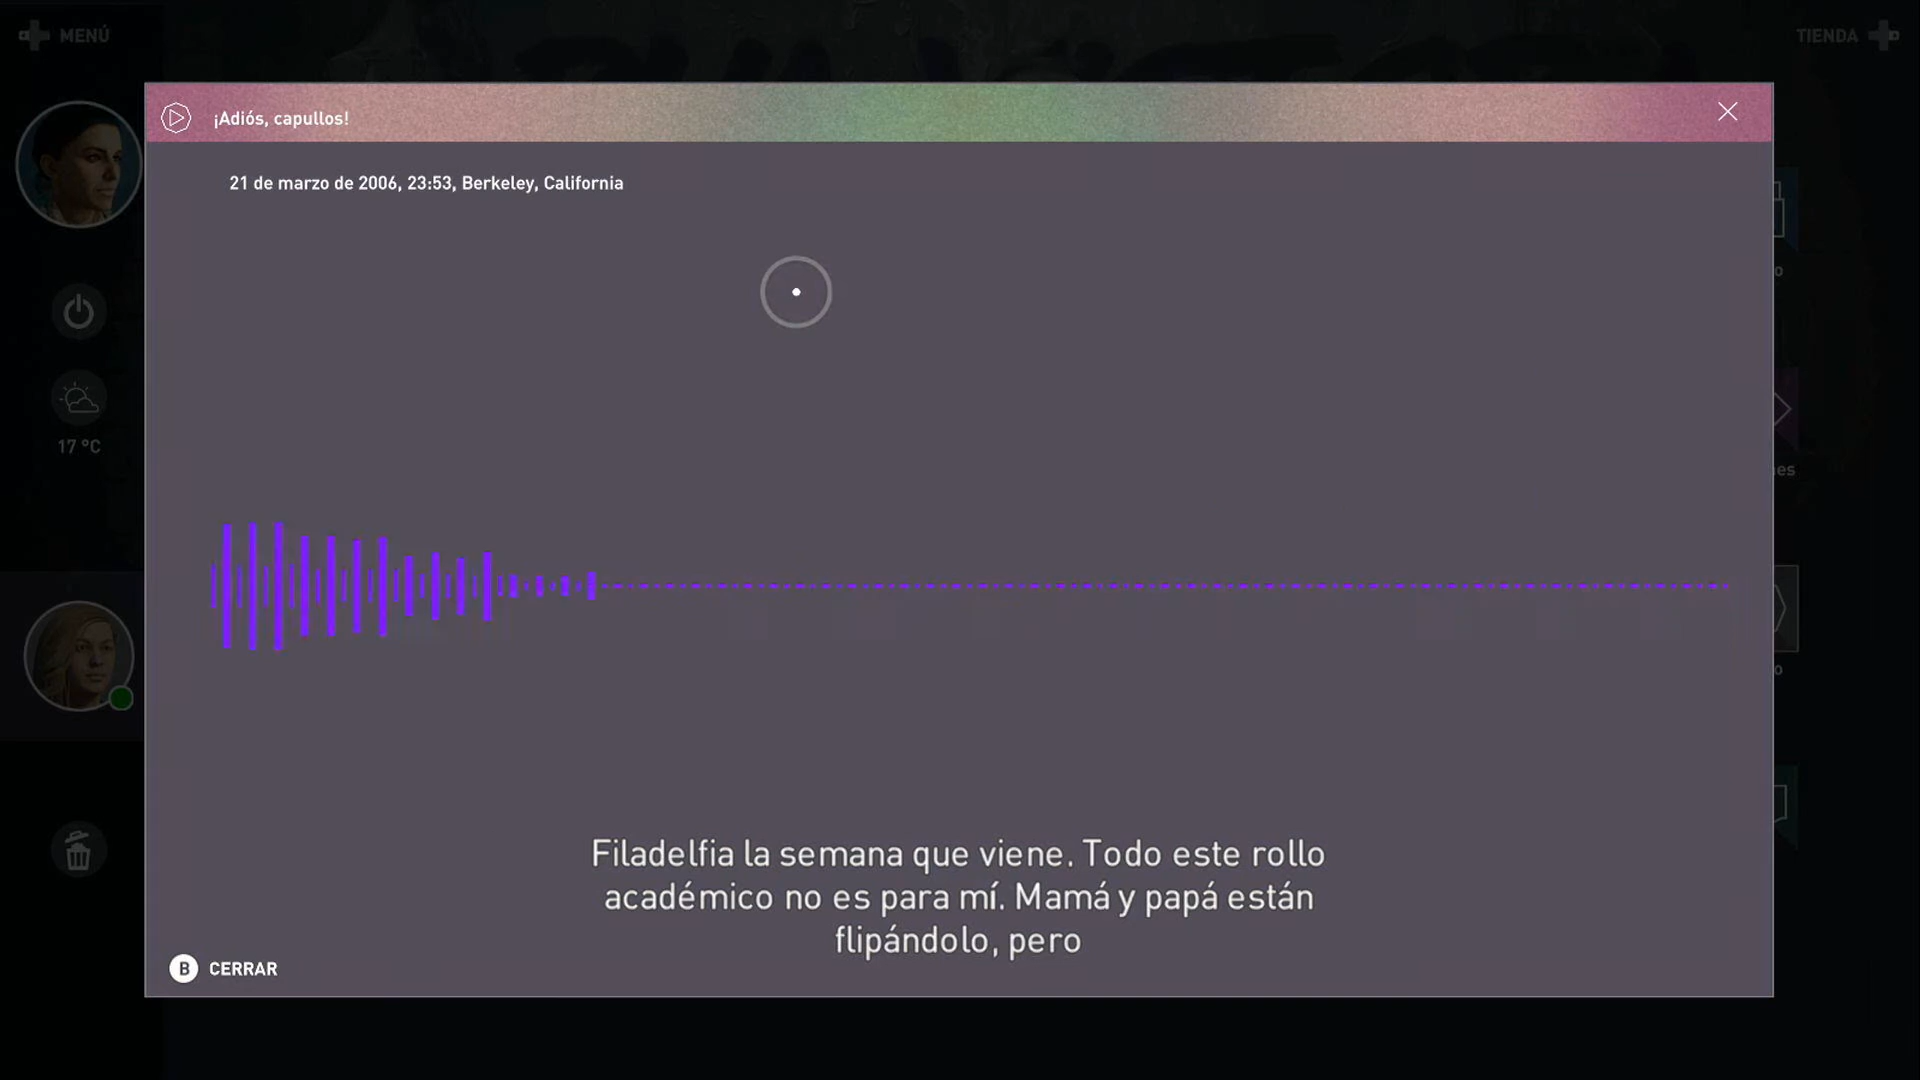 MENÚ
TIENDA
¡Adiós, capullos!
21 de marzo de 2006, 23:53, Berkeley, California
17 °C
Filadelfia la semana que viene. Todo este rollo
académico no es para mí. Mamá y papá están
flipándolo, pero
B CERRAR